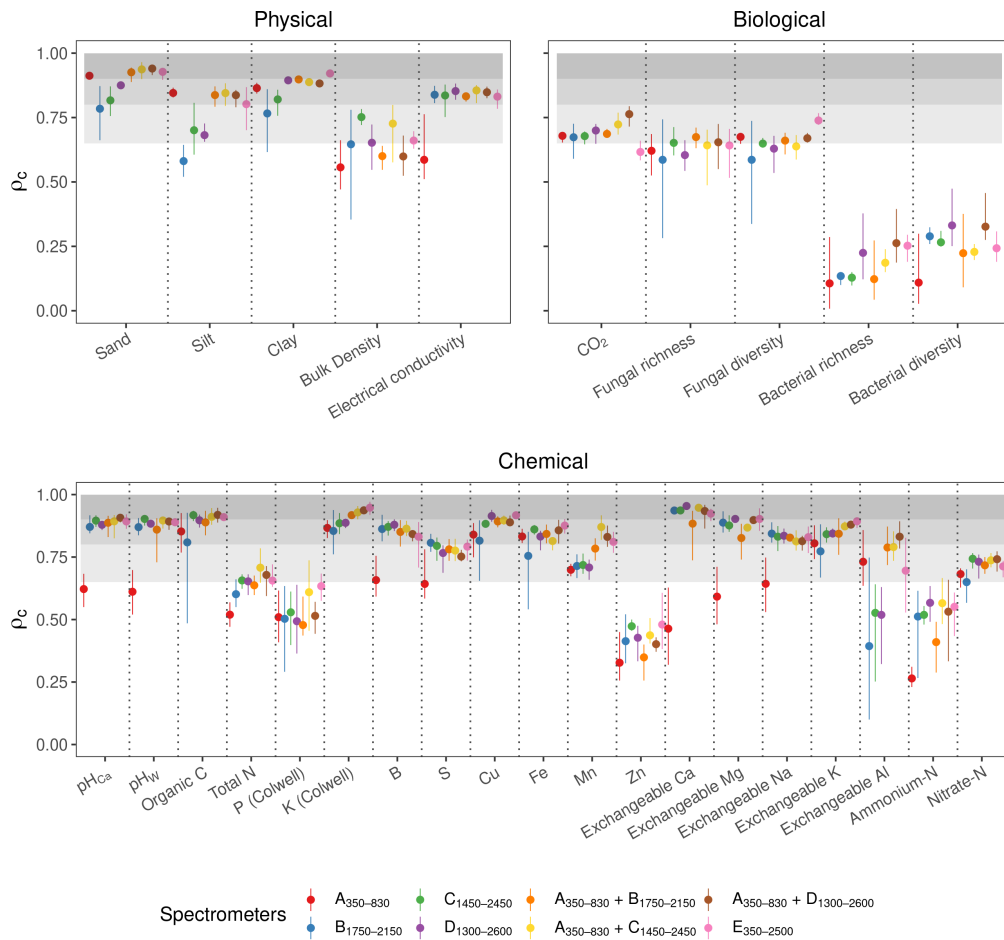 Physical
Biological
1.00
0.75
0.50
0.25
0.00
ρc
Sand
Silt
Clay
Bulk Density
Electrical conductivity
CO₂
Fungal richness
Fungal diversity
Bacterial richness
Bacterial diversity
Chemical
1.00
0.75
0.50
0.25
0.00
ρc
pHCa
pHW
Organic C
Total N
P (Colwell)
K (Colwell)
B
S
Cu
Fe
Mn
Zn
Exchangeable Ca
Exchangeable Mg
Exchangeable Na
Exchangeable K
Exchangeable Al
Ammonium-N
Nitrate-N
Spectrometers
A350–830
C1450–2450
A350–830 + B1750–2150
A350–830 + D1300–2600
B1750–2150
D1300–2600
A350–830 + C1450–2450
E350–2500